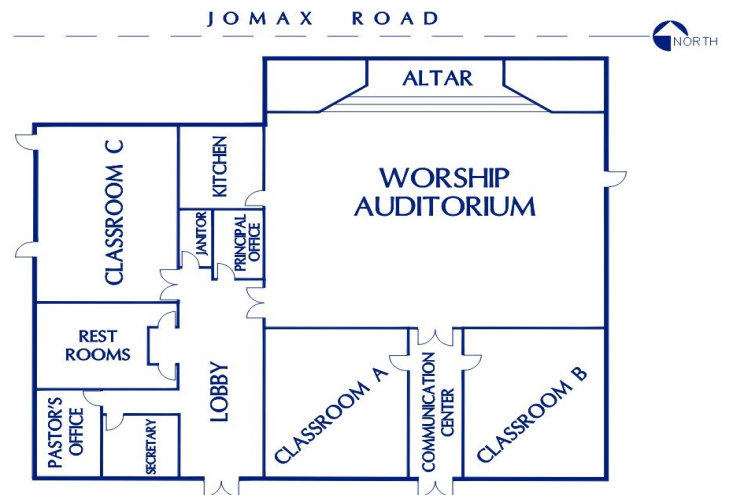 JOMAX ROAD
NORTH
ALTAR
CLASSROOM C
KITCHEN
WORSHIP
AUDITORIUM
JANITOR
PRINCIPAL
OFFICE
REST
ROOMS
LOBBY
CLASSROOM A
COMMUNICATION
CENTER
CLASSROOM B
PASTOR'S
OFFICE
SECRETARY